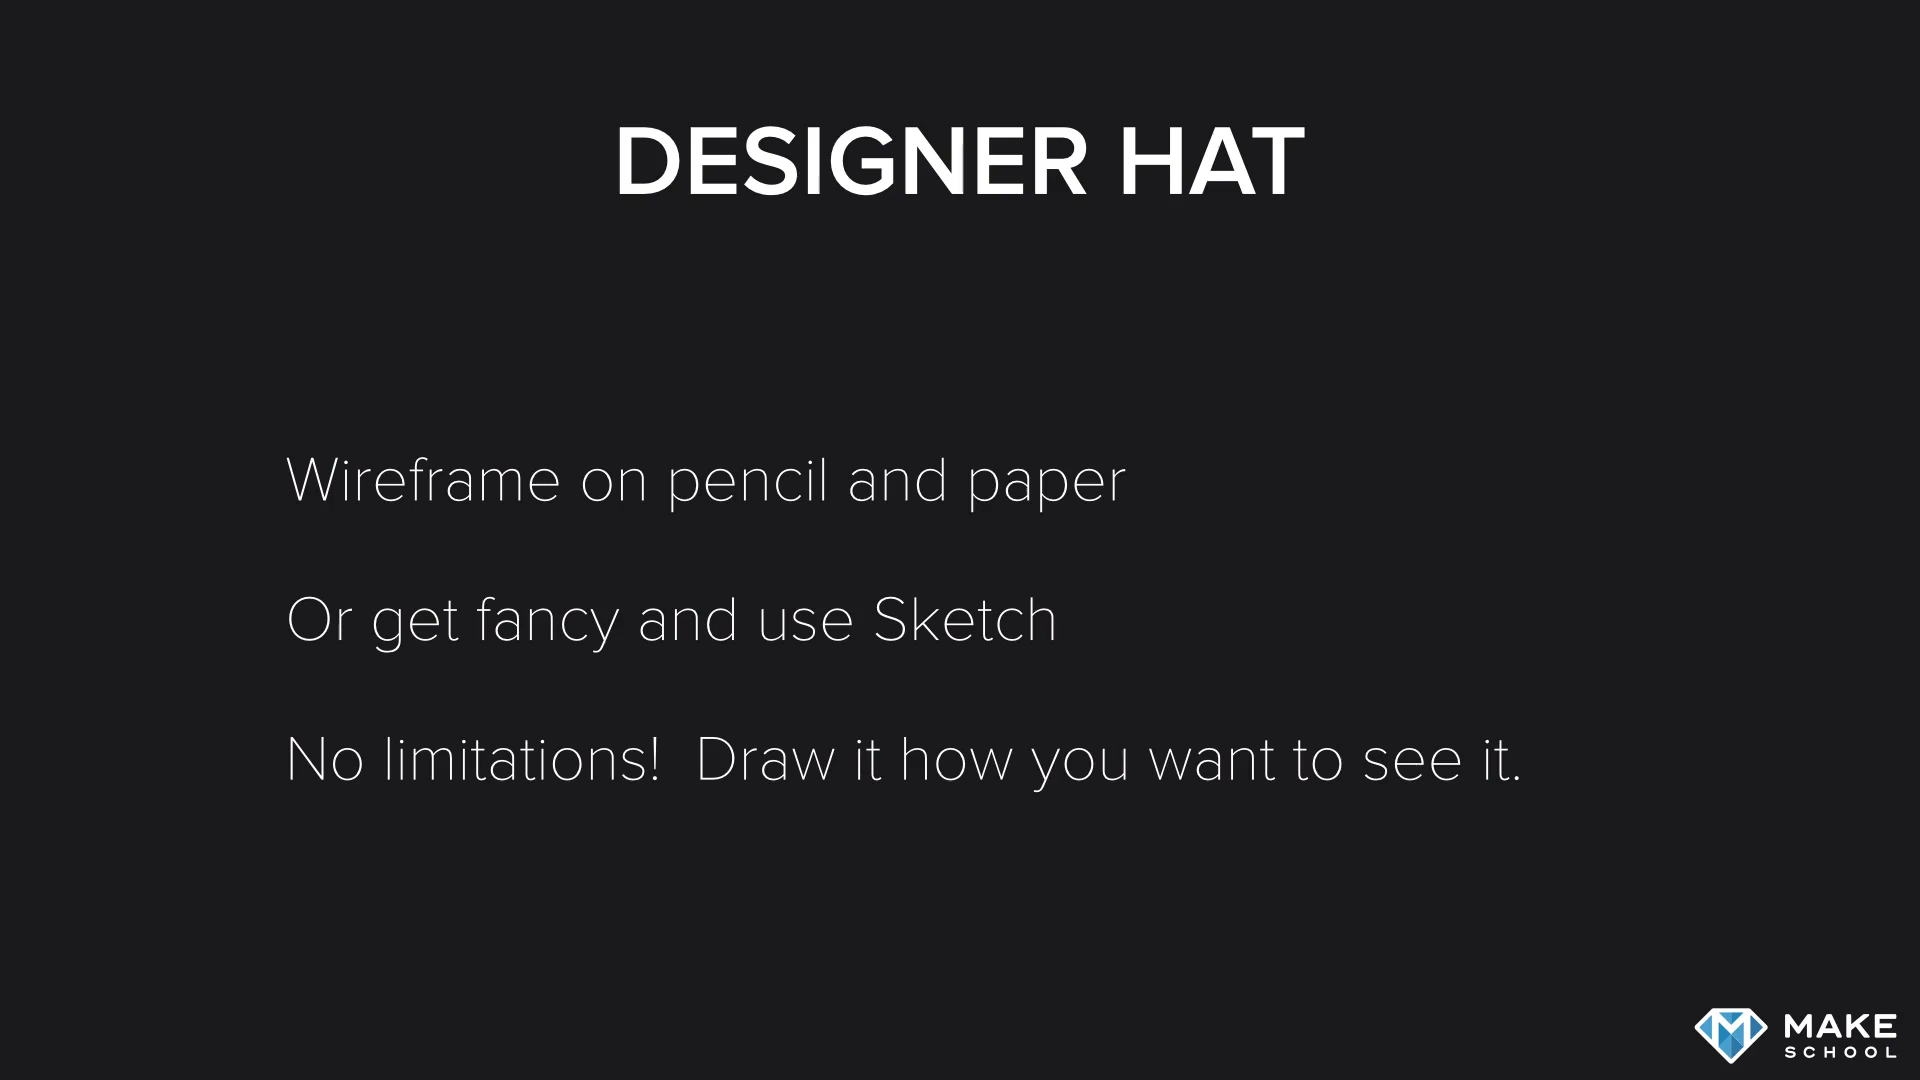 DESIGNER HAT
Wireframe on pencil and paper
Or get fancy and use Sketch
No limitations!  Draw it how you want to see it.
MAKE
SCHOOL